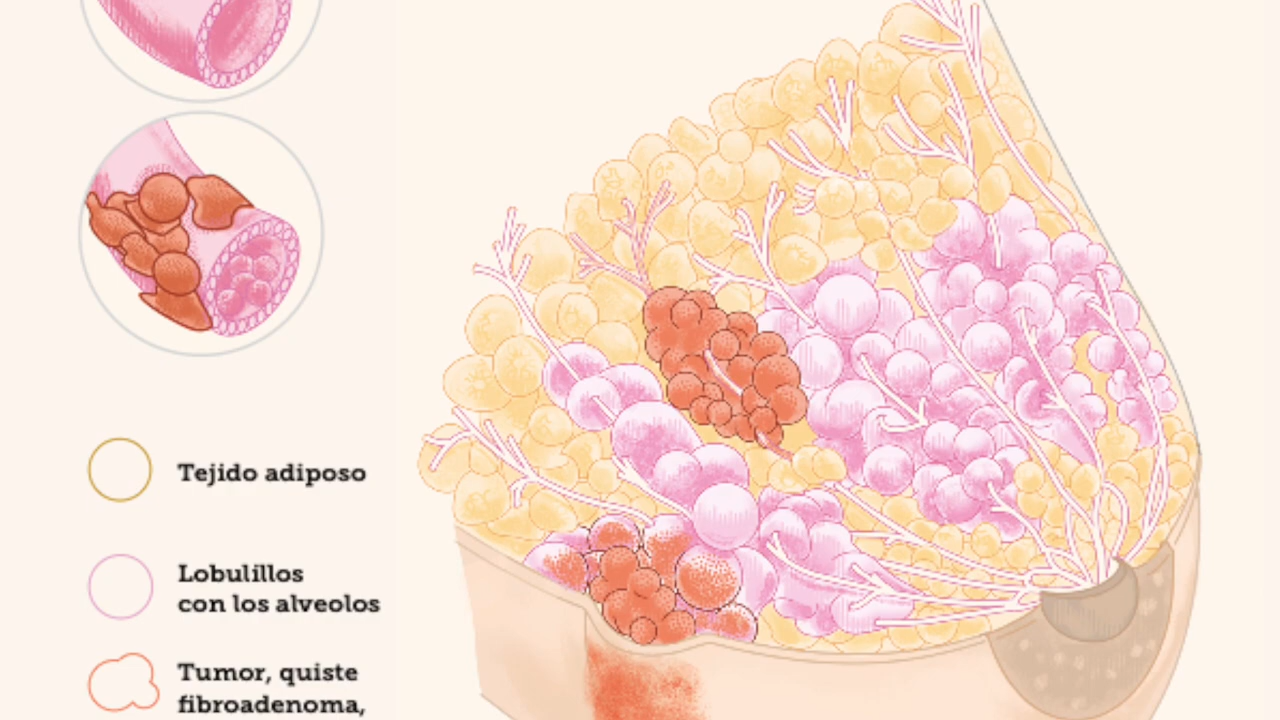 Tejido adiposo
Lobulillos
con los alveolos
Tumor, quiste
fibroadenoma,